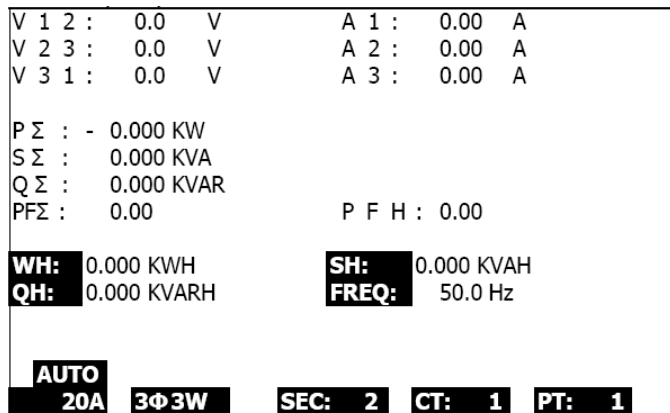 V 1 2 : 0.0 V A 1 : 0.00 A
V 2 3 : 0.0 V A 2 : 0.00 A
V 3 1 : 0.0 V A 3 : 0.00 A
P Σ : - 0.000 KW
S Σ : 0.000 KVA
Q Σ : 0.000 KVAR
PFΣ : 0.00 P F H : 0.00
WH: 0.000 KWH SH: 0.000 KVAH
QH: 0.000 KVARH FREQ: 50.0 Hz
AUTO
20A 3Φ3W SEC: 2 CT: 1 PT: 1